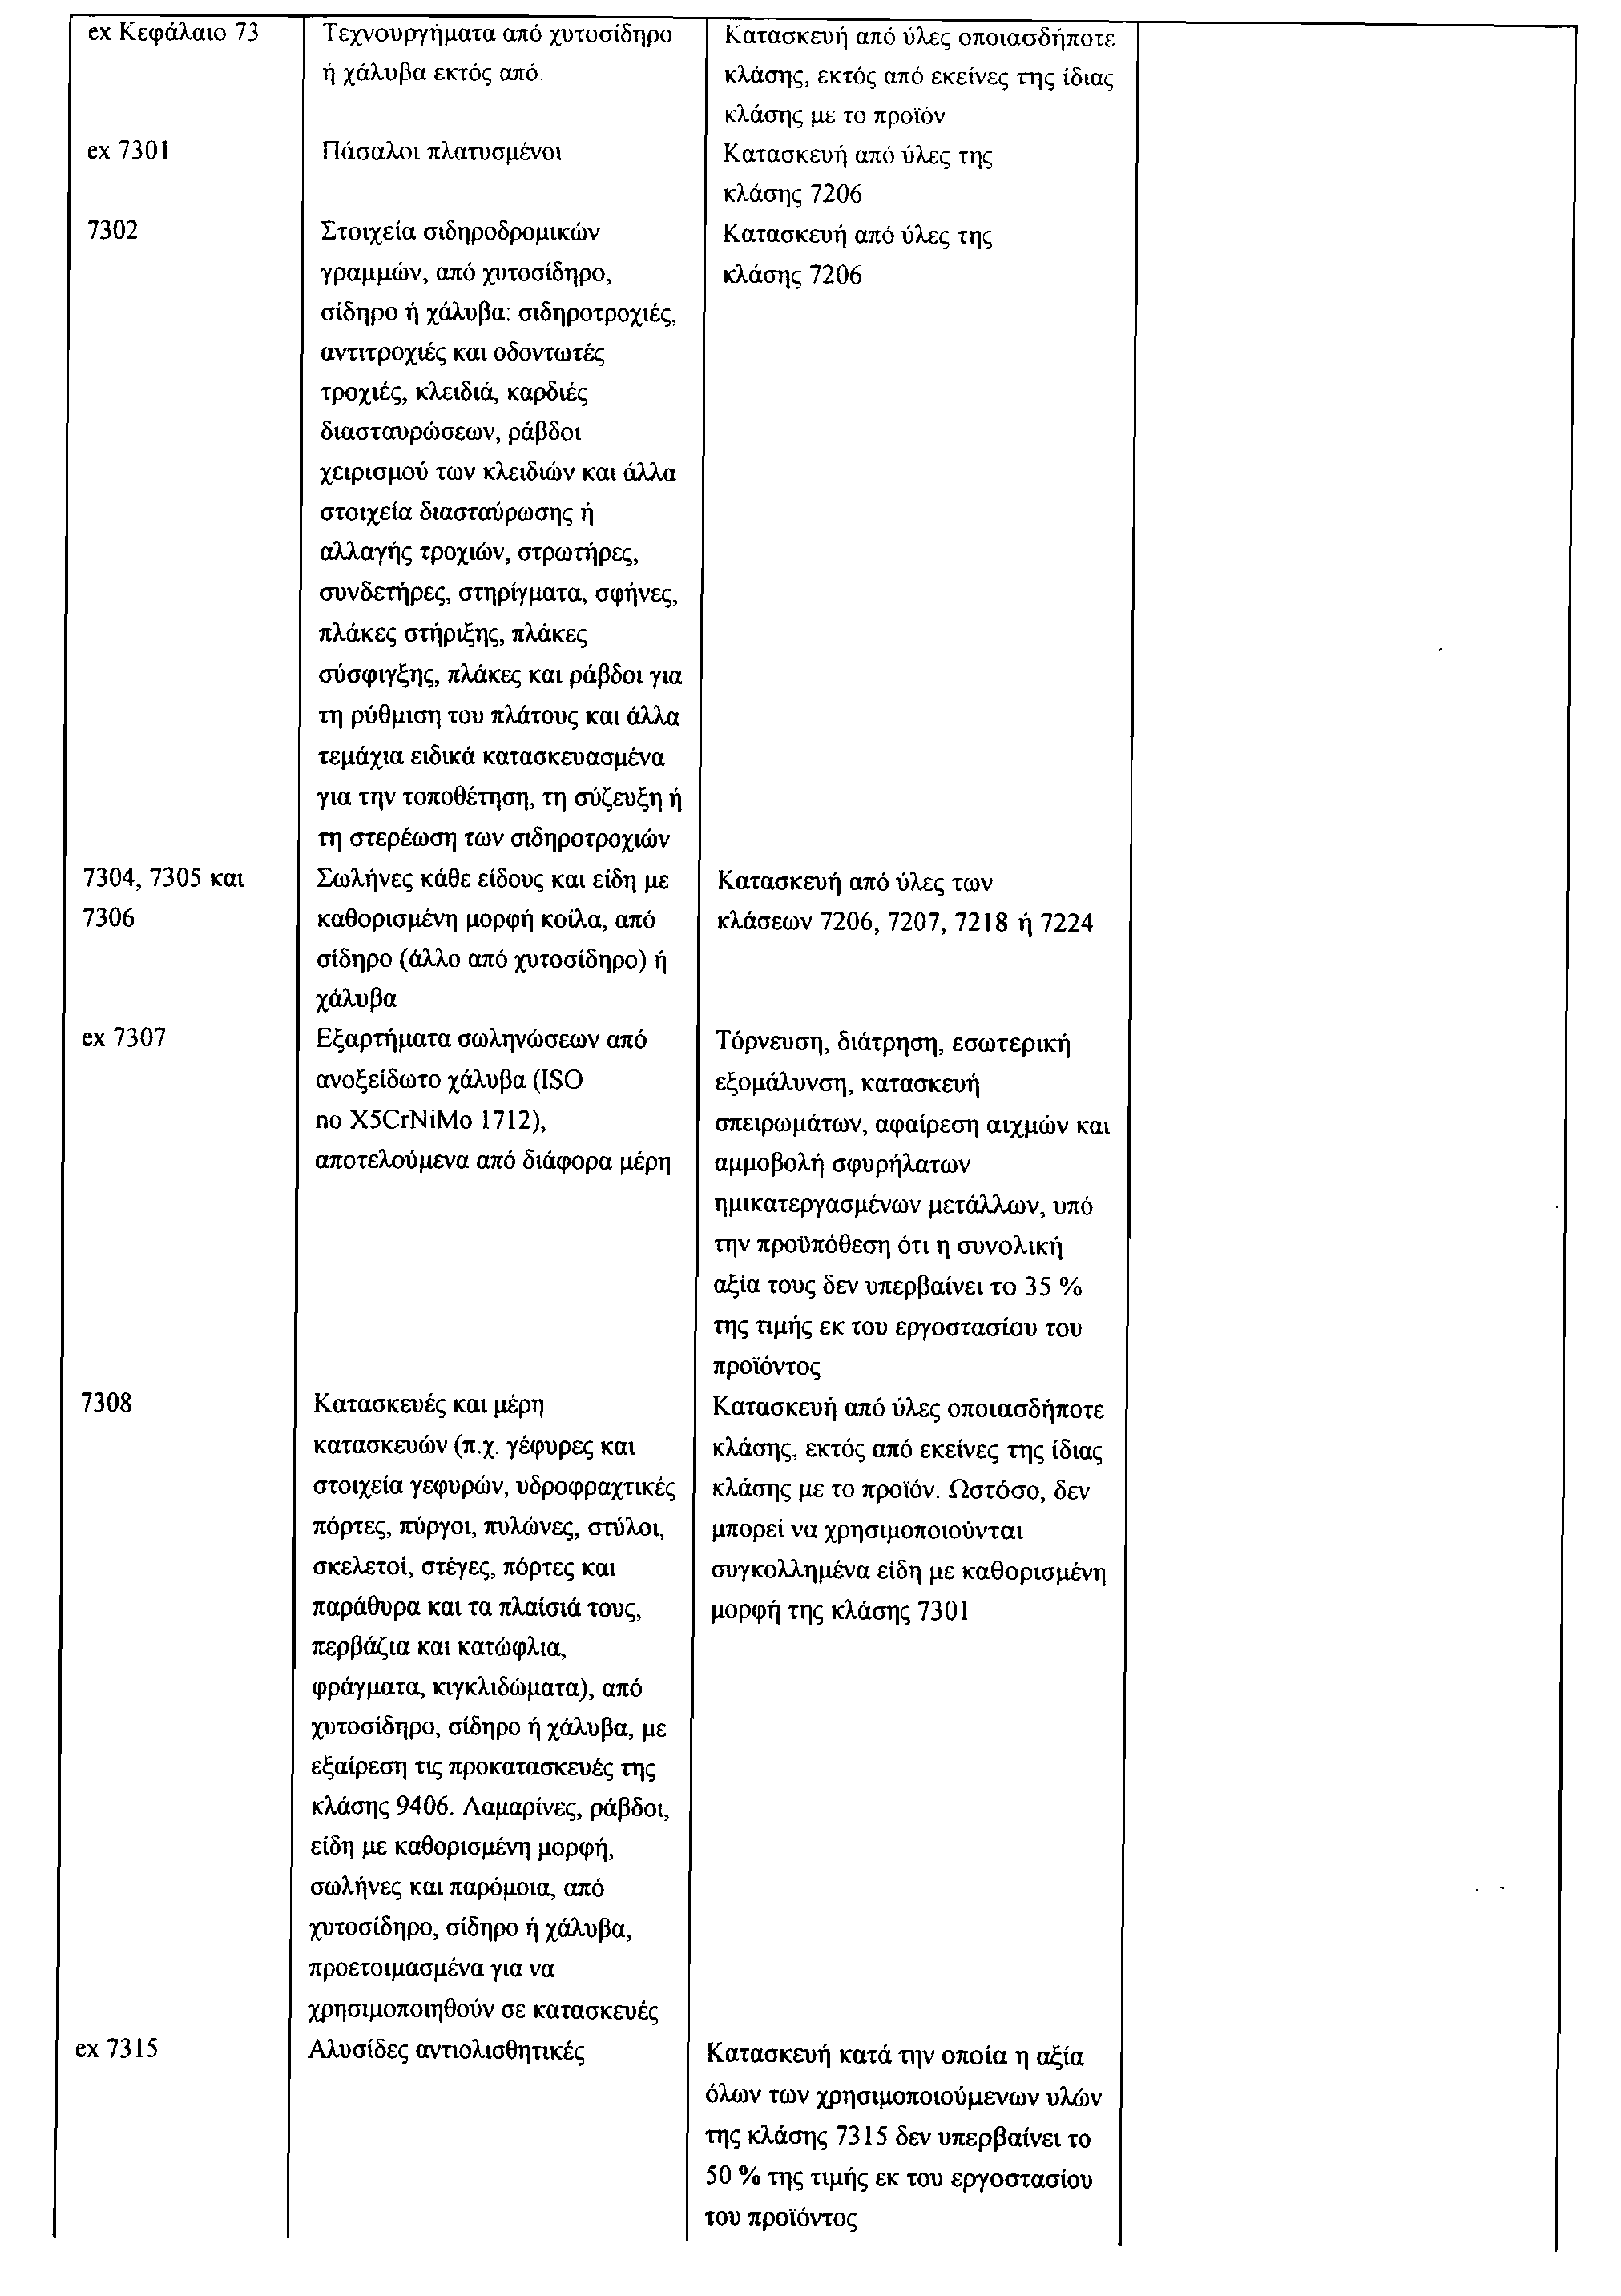 ex Κεφάλαιο 73
Τεχνουργήματα από χυτοσίδηρο
ή χάλυβα εκτός από.
Κατασκευή από ύλες οποιασδήποτε
κλάσης, εκτός από εκείνες της ίδιας
κλάσης με το προϊόν
ex 7301
Πάσαλοι πλατυσμένοι
Κατασκευή από ύλες της
κλάσης 7206
7302
Στοιχεία σιδηροδρομικών
γραμμών, από χυτοσίδηρο,
σίδηρο ή χάλυβα: σιδηροτροχιές,
αντιτροχιές και οδοντωτές
τροχιές, κλειδιά, καρδιές
διασταυρώσεων, ράβδοι
χειρισμού των κλειδιών και άλλα
στοιχεία διασταύρωσης ή
αλλαγής τροχιών, στρωτήρες,
συνδετήρες, στηρίγματα, σφήνες,
πλάκες στήριξης, πλάκες
σύσφιγξης, πλάκες και ράβδοι για
τη ρύθμιση του πλάτους και άλλα
τεμάχια ειδικά κατασκευασμένα
για την τοποθέτηση, τη σύζευξη ή
τη στερέωση των σιδηροτροχιών
Κατασκευή από ύλες της
κλάσης 7206
7304, 7305 και
7306
Σωλήνες κάθε είδους και είδη με
καθορισμένη μορφή κοίλα, από
σίδηρο (άλλο από χυτοσίδηρο) ή
χάλυβα
Κατασκευή από ύλες των
κλάσεων 7206, 7207, 7218 ή 7224
ex 7307
Εξαρτήματα σωληνώσεων από
ανοξείδωτο χάλυβα (ISO
no X5CrNiMo 1712),
αποτελούμενα από διάφορα μέρη
Τόρνευση, διάτρηση, εσωτερική
εξομάλυνση, κατασκευή
σπειρωμάτων, αφαίρεση αιχμών και
αμμοβολή σφυρήλατων
ημικατεργασμένων μετάλλων, υπό
την προϋπόθεση ότι η συνολική
αξία τους δεν υπερβαίνει το 35 %
της τιμής εκ του εργοστασίου του
προϊόντος
7308
Κατασκευές και μέρη
κατασκευών (π.χ. γέφυρες και
στοιχεία γεφυρών, υδροφραχτικές
πόρτες, πύργοι, πυλώνες, στύλοι,
σκελετοί, στέγες, πόρτες και
παράθυρα και τα πλαίσιά τους,
περβάζια και κατώφλια,
φράγματα, κιγκλιδώματα), από
χυτοσίδηρο, σίδηρο ή χάλυβα, με
εξαίρεση τις προκατασκευές της
κλάσης 9406. Λαμαρίνες, ράβδοι,
είδη με καθορισμένη μορφή,
σωλήνες και παρόμοια, από
χυτοσίδηρο, σίδηρο ή χάλυβα,
προετοιμασμένα για να
χρησιμοποιηθούν σε κατασκευές
Κατασκευή από ύλες οποιασδήποτε
κλάσης, εκτός από εκείνες της ίδιας
κλάσης με το προϊόν. Ωστόσο, δεν
μπορεί να χρησιμοποιούνται
συγκολλημένα είδη με καθορισμένη
μορφή της κλάσης 7301
ex 7315
Αλυσίδες αντιολισθητικές
Κατασκευή κατά την οποία η αξία
όλων των χρησιμοποιούμενων υλών
της κλάσης 7315 δεν υπερβαίνει το
50 % της τιμής εκ του εργοστασίου
του προϊόντος